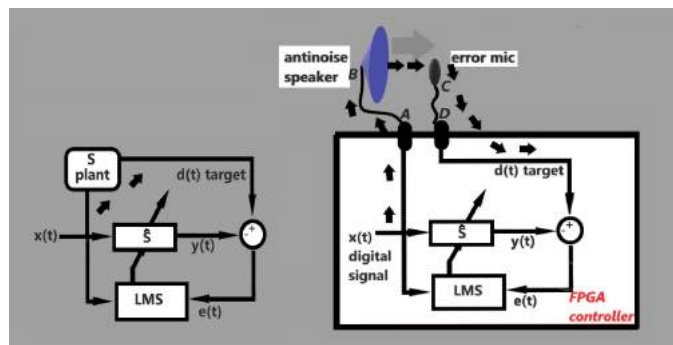 S
plant
d(t) target
x(t)
Ŝ
y(t)
-+
LMS
e(t)
antinoise
speaker
B
error mic
C
A
D
d(t) target
x(t)
digital
signal
Ŝ
y(t)
-+
LMS
e(t)
FPGA
controller